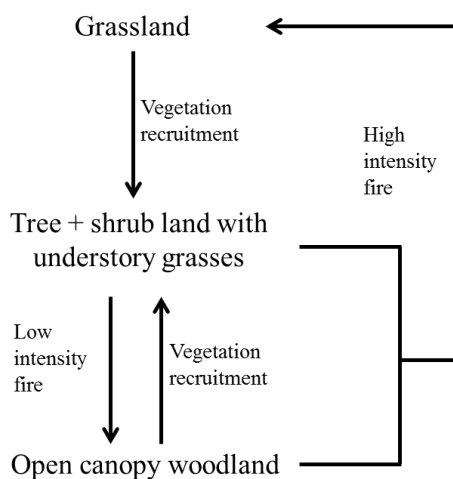 Grassland
Vegetation
recruitment
High
intensity
fire
Tree + shrub land with
understory grasses
Low
intensity
fire
Vegetation
recruitment
Open canopy woodland